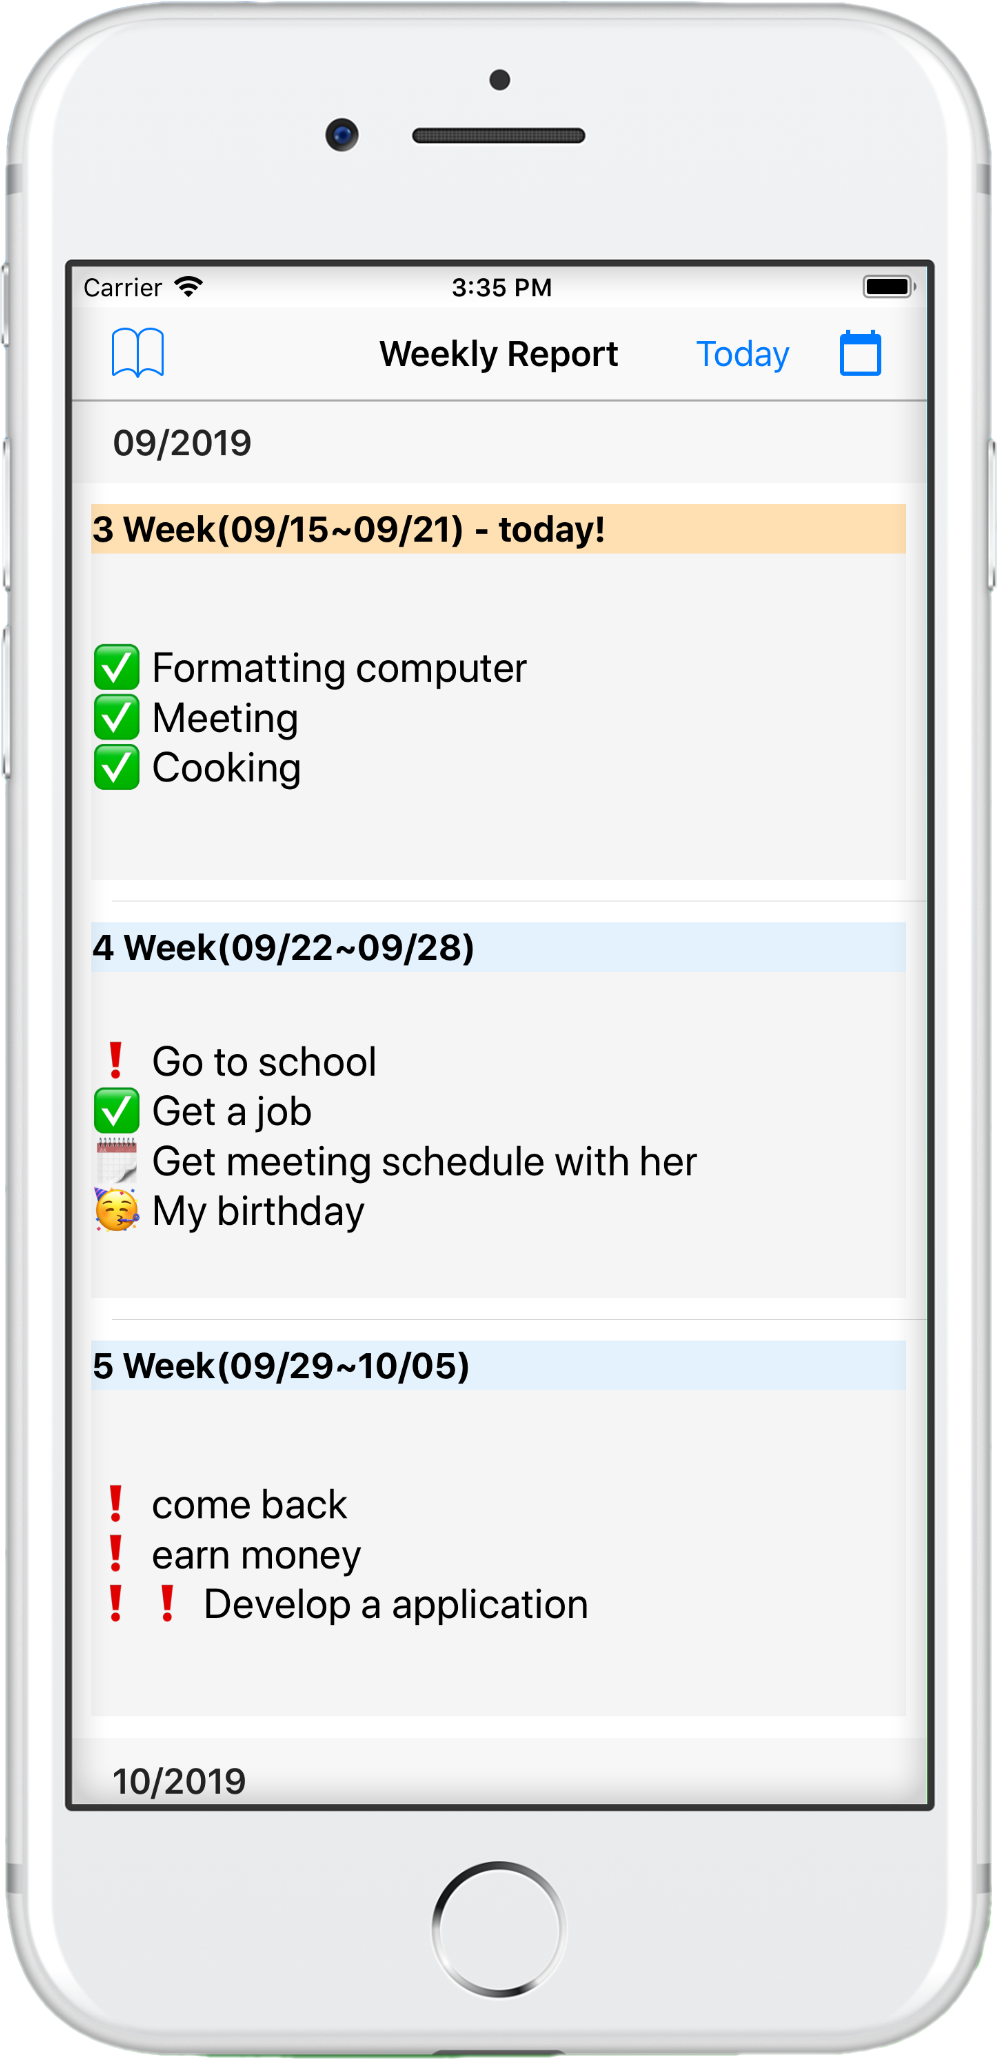 Carrier 3:35 PM
Weekly Report Today
09/2019
3 Week(09/15~09/21) - today!
✅ Formatting computer
✅ Meeting
✅ Cooking
4 Week(09/22~09/28)
❗ Go to school
✅ Get a job
🗓 Get meeting schedule with her
🥳 My birthday
5 Week(09/29~10/05)
❗ come back
❗ earn money
❗❗ Develop a application
10/2019